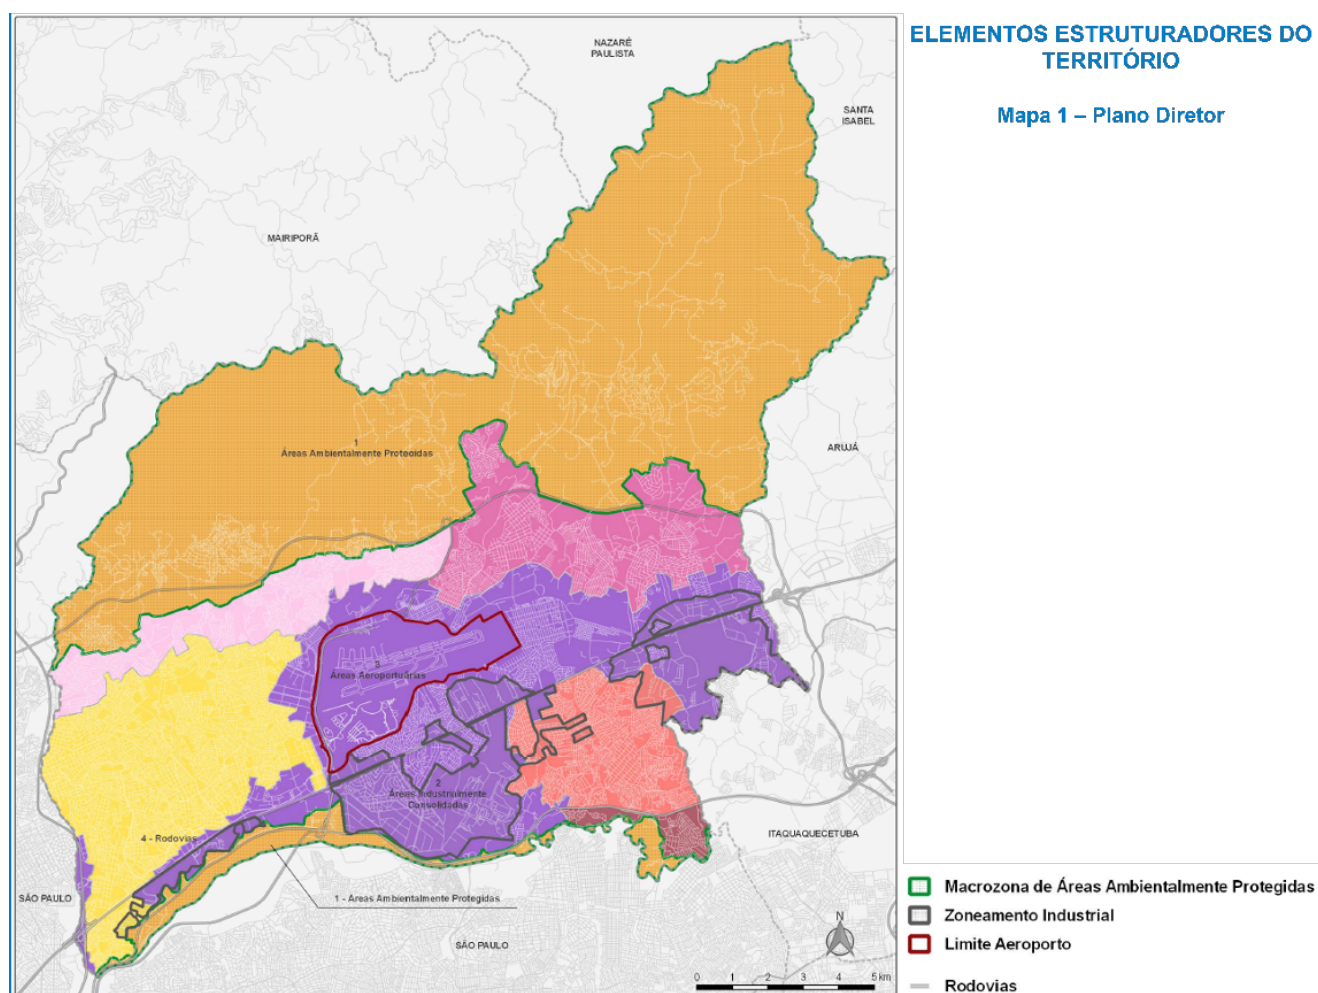 ELEMENTOS ESTRUTURADORES DO
TERRITÓRIO
Mapa 1 – Plano Diretor
NAZARÉ
PAULISTA
SANTA
ISABEL
MAIRIPORÃ
ARUJÁ
1
Áreas Ambientalmente Protegidas
3
Áreas Aeroportuárias
2
Áreas Industrialmente
Consolidadas
4 - Rodovias
ITAQUAQUECETUBA
SÃO PAULO
1 - Áreas Ambientalmente Protegidas
SÃO PAULO
N
0 1 2 3 4 5 km
Macrozona de Áreas Ambientalmente Protegidas
Zoneamento Industrial
Limite Aeroporto
Rodovias